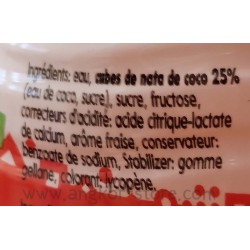 Ingrédients: eau, cubes de nata de coco 25%
(eau de coco, sucre), sucre, fructose,
correcteurs d'acidité: acide citrique-lactate
de calcium, arôme fraise, conservateur:
benzoate de sodium, Stabilizer: gomme
gellane, colorant: lycopène.